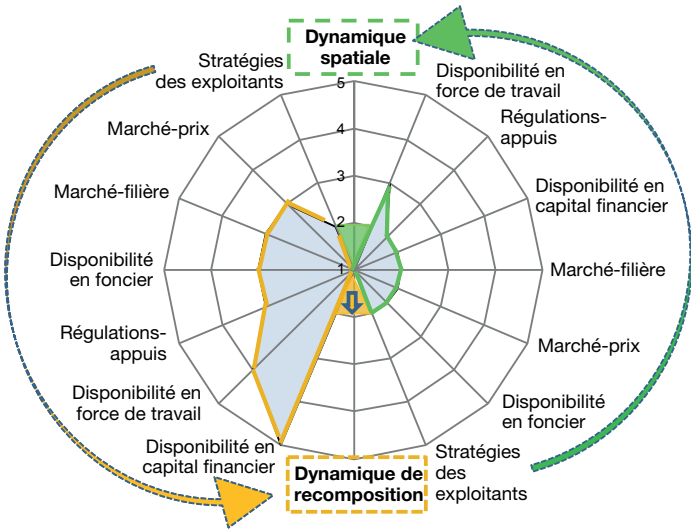 Dynamique
spatiale
Stratégies
des exploitants
Disponibilité en
force de travail
Marché-prix
Régulations-
appuis
Marché-filière
Disponibilité en
capital financier
Disponibilité
en foncier
Marché-filière
Régulations-
appuis
Marché-prix
Disponibilité en
force de travail
Disponibilité
en foncier
Disponibilité en
capital financier
Stratégies
des
exploitants
Dynamique de
recomposition
5
4
3
2
1